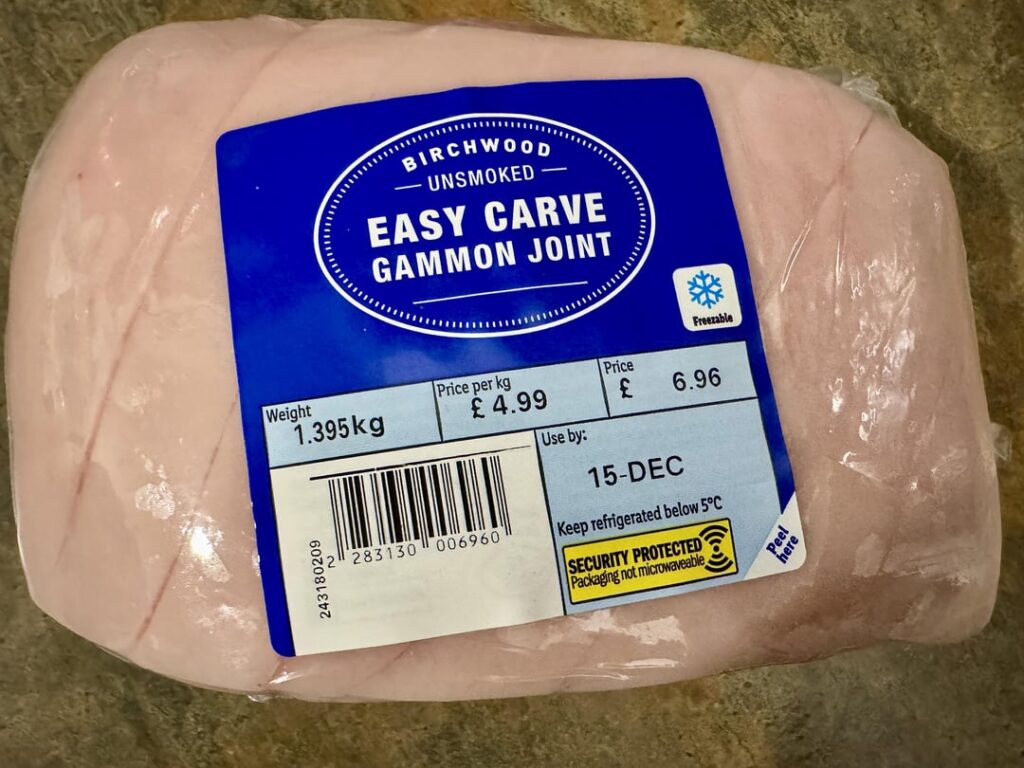 BIRCHWOOD
UNSMOKED
EASY CARVE
GAMMON JOINT
Freezable
Weight
1.395kg
Price per kg
£ 4.99
Price
£ 6.96
Use by:
15-DEC
Keep refrigerated below 5°C
SECURITY PROTECTED
Packaging not microwaveable
Peel
here
243180209
2 283130 006960